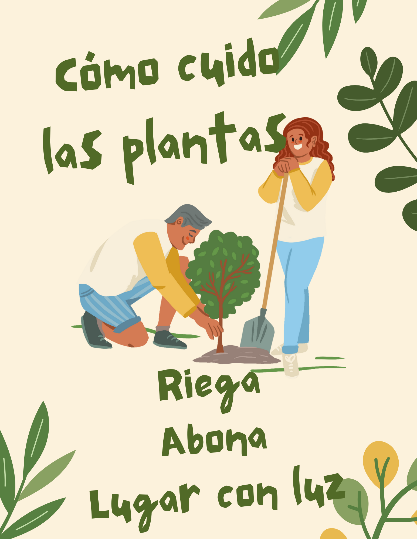 Cómo cuido
las plantas
Riega
Abona
Lugar con luz